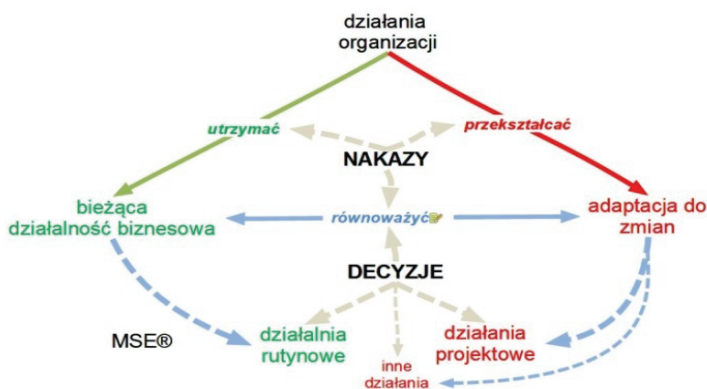 działania
organizacji
utrzymać
przekształcać
NAKAZY
bieżąca
działalność biznesowa
równoważyć
adaptacja do
zmian
DECYZJE
MSE®
działalnia
rutynowe
działania
projektowe
inne
działania